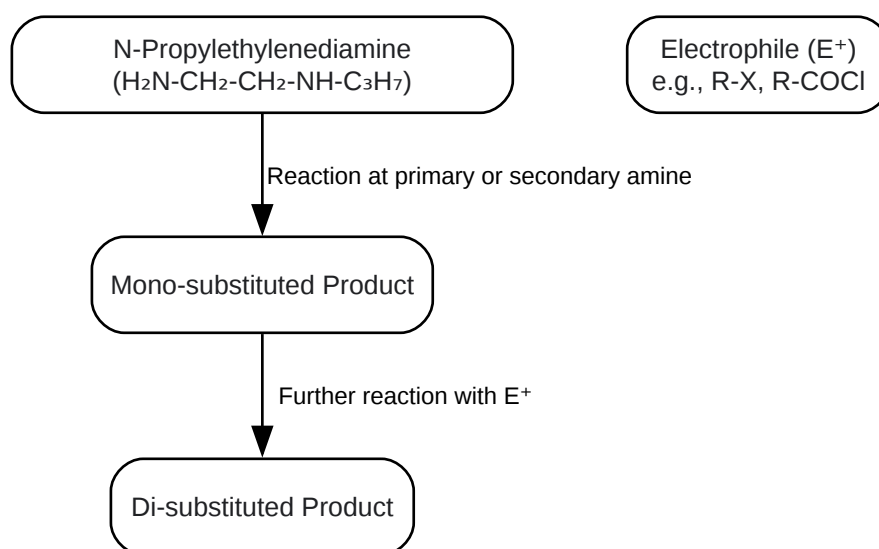 N-Propylethylenediamine
(H₂N-CH₂-CH₂-NH-C₃H₇)
Electrophile (E⁺)
e.g., R-X, R-COCl
Reaction at primary or secondary amine
Mono-substituted Product
Further reaction with E⁺
Di-substituted Product